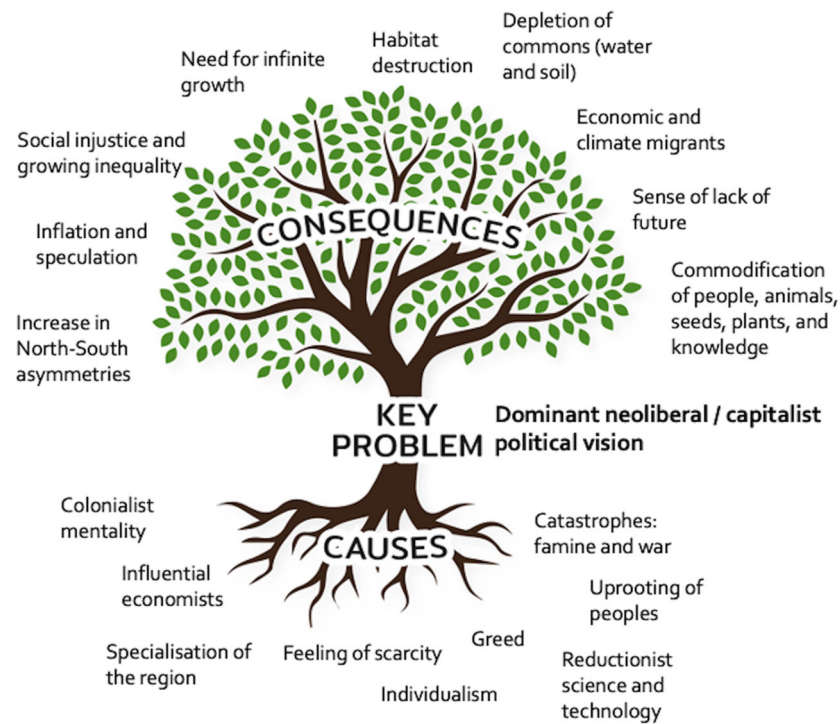 Need for infinite
growth
Habitat
destruction
Depletion of
commons (water
and soil)
Social injustice and
growing inequality
Economic and
climate migrants
Inflation and
speculation
CONSEQUENCES
Sense of lack of
future
Increase in
North-South
asymmetries
Commodification
of people, animals,
seeds, plants, and
knowledge
KEY
PROBLEM
Dominant neoliberal / capitalist
political vision
Colonialist
mentality
CAUSES
Catastrophes:
famine and war
Influential
economists
Uprooting of
peoples
Specialisation of
the region
Feeling of scarcity
Greed
Individualism
Reductionist
science and
technology